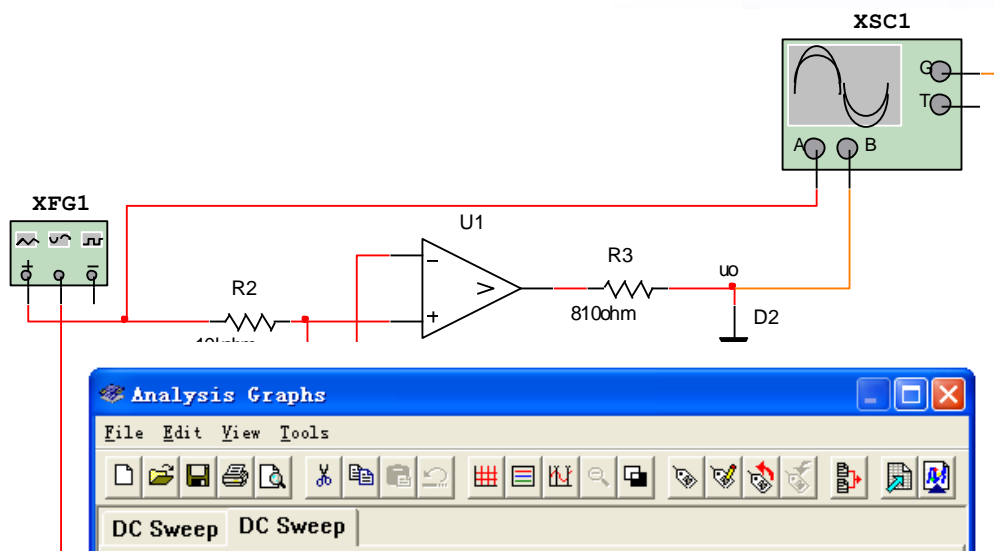 XSC1
G
T
A B
XFG1
U1
R3
uo
R2
810ohm
D2
Analysis Graphs
File Edit View Tools
DC Sweep DC Sweep